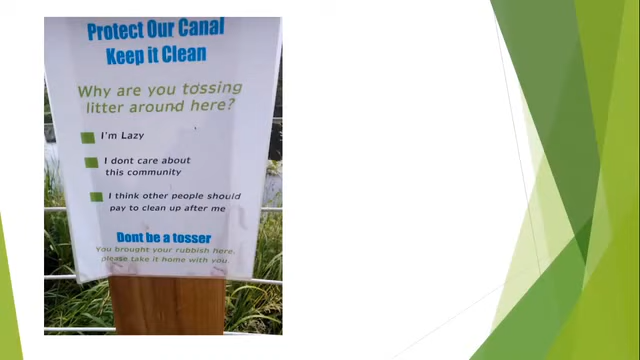 Protect Our Canal
Keep it Clean
Why are you tossing
litter around here?
I'm Lazy
I dont care about
this community
I think other people should
pay to clean up after me
Dont be a tosser
You brought your rubbish here,
please take it home with you